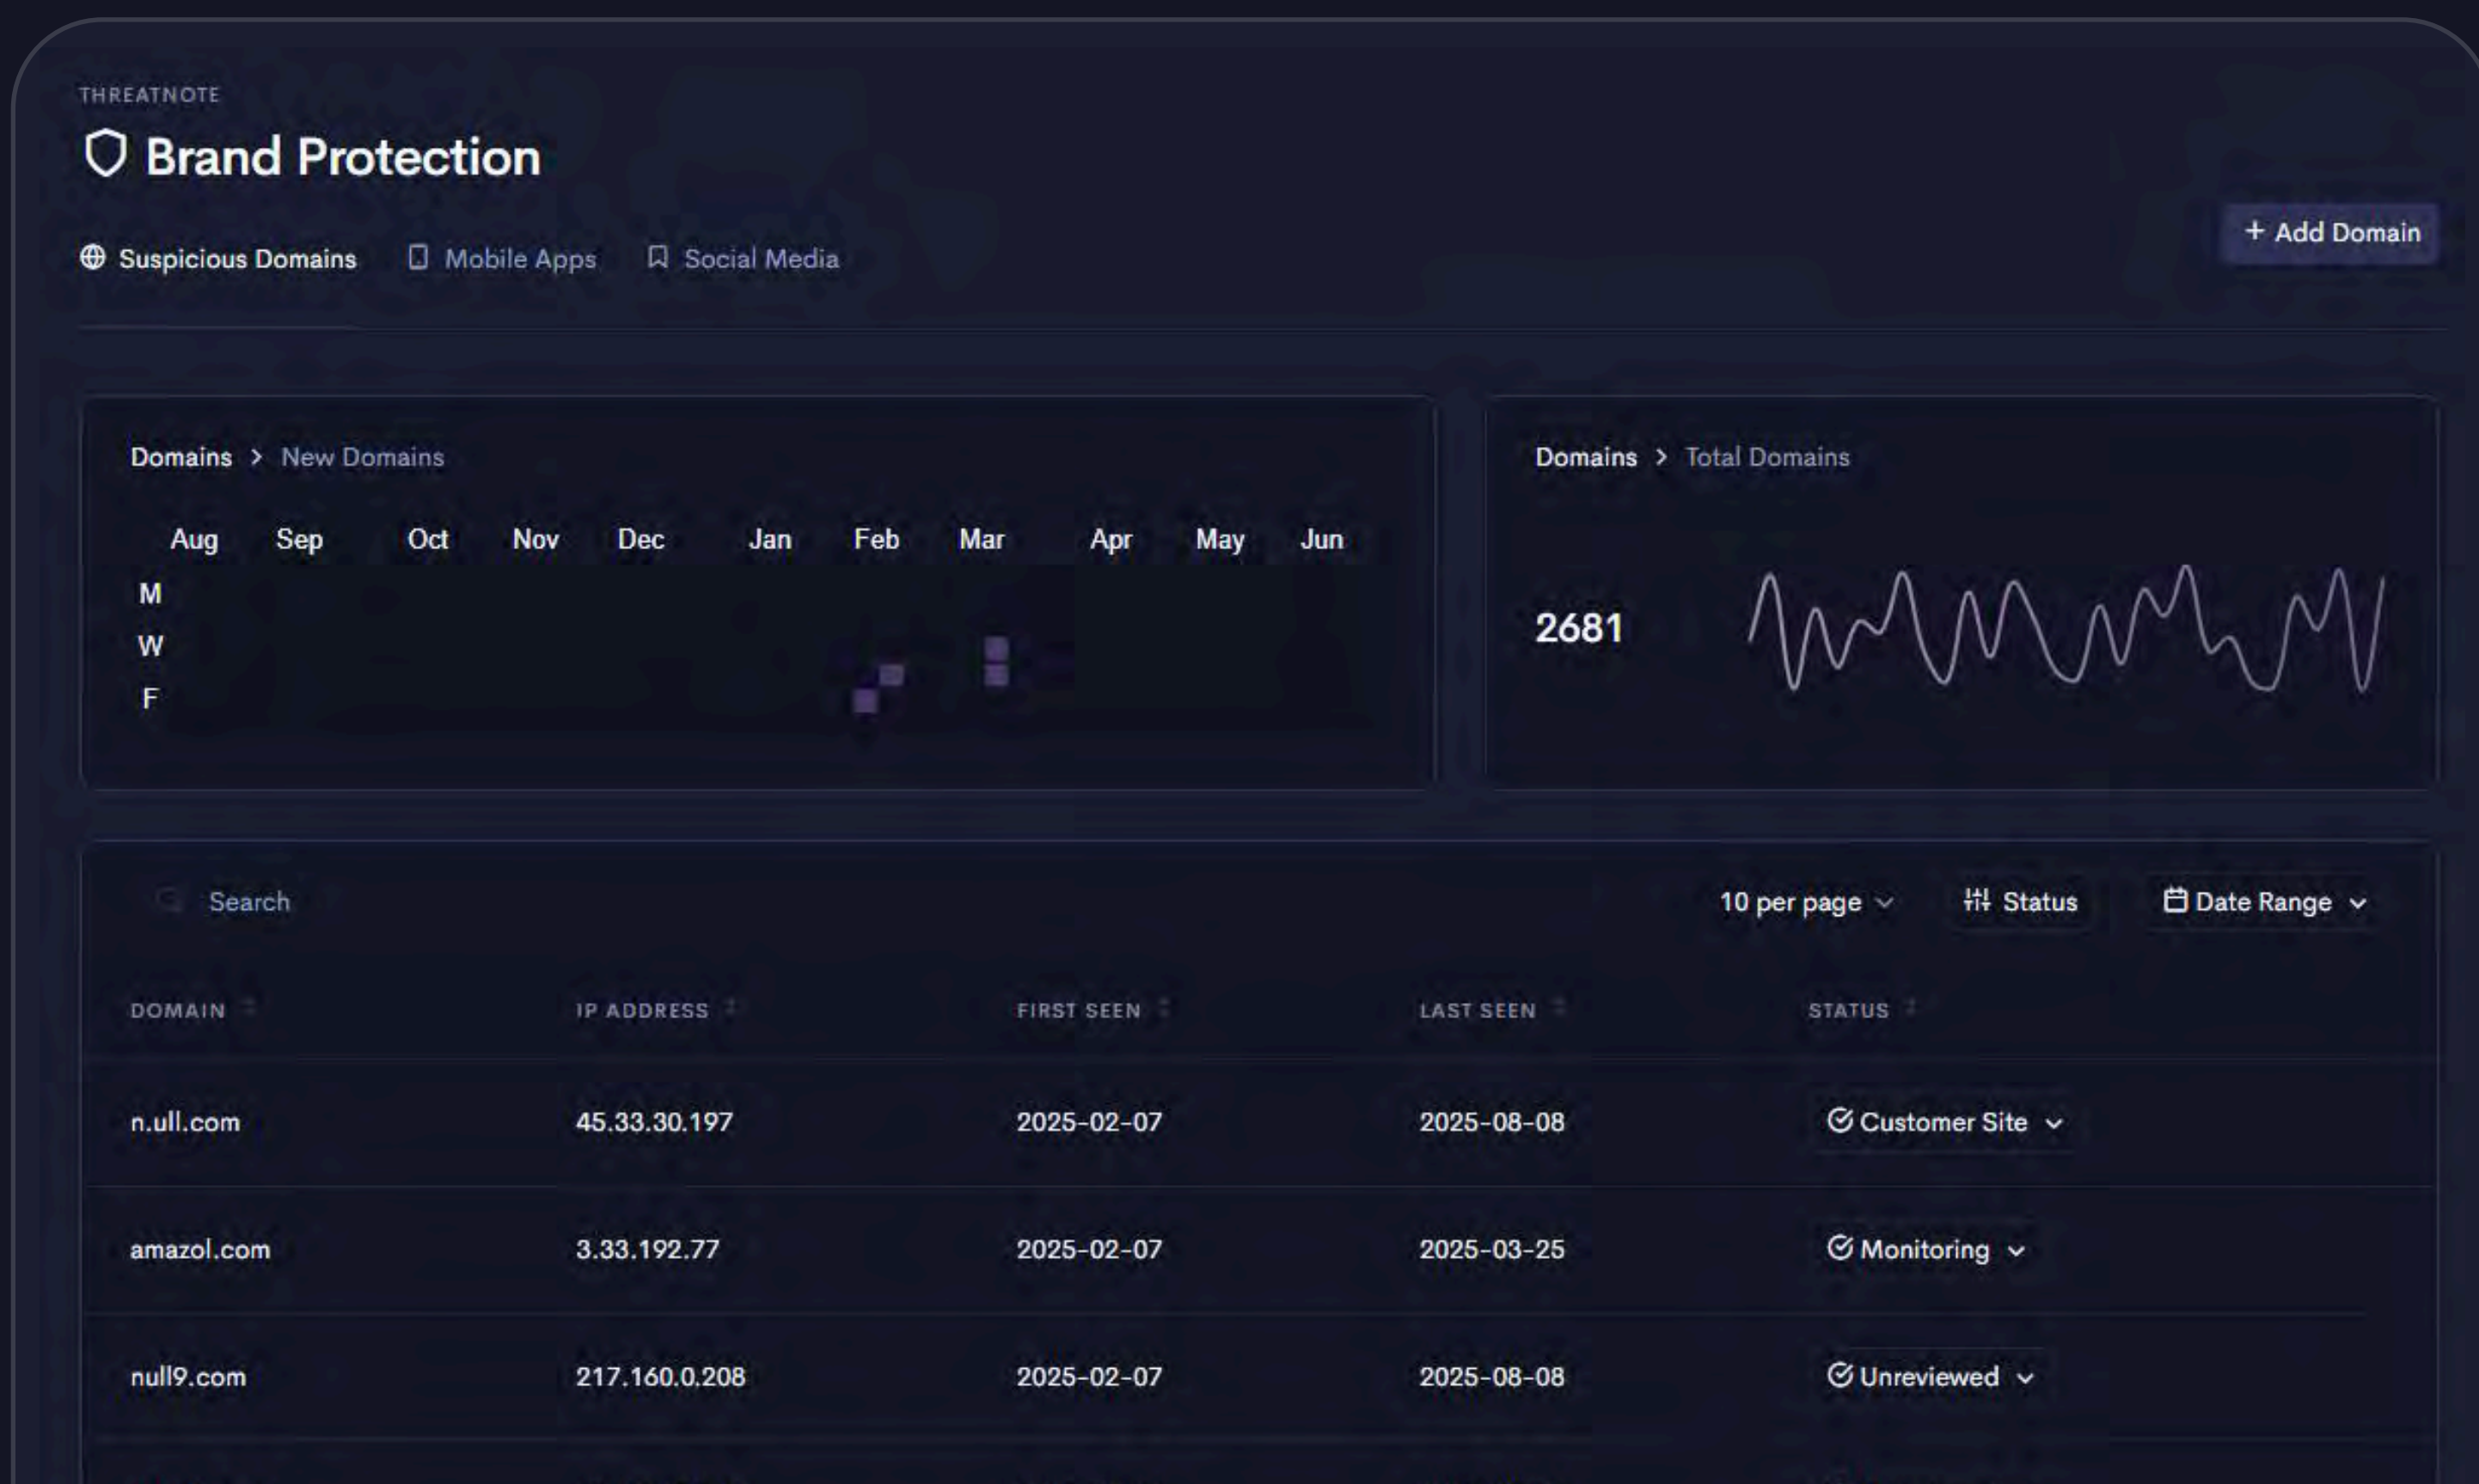 THREATNOTE
Brand Protection
Suspicious Domains Mobile Apps Social Media
+ Add Domain
Domains > New Domains
Aug Sep Oct Nov Dec Jan Feb Mar Apr May Jun
M
W
F
Domains > Total Domains
2681
Search 10 per page Status Date Range
DOMAIN IP ADDRESS FIRST SEEN LAST SEEN STATUS
n.ull.com 45.33.30.197 2025-02-07 2025-08-08 Customer Site
amazol.com 3.33.192.77 2025-02-07 2025-03-25 Monitoring
null9.com 217.160.0.208 2025-02-07 2025-08-08 Unreviewed